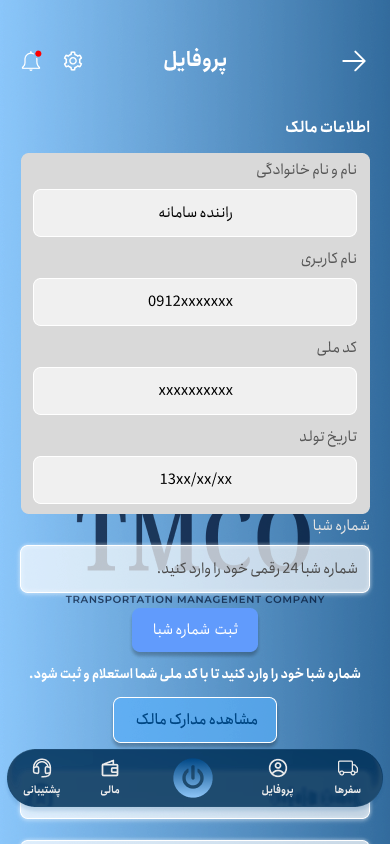 پروفایل
اطلاعات مالک
نام و نام خانوادگی
راننده سامانه
نام کاربری
0912xxxxxxx
کد ملی
xxxxxxxxxx
تاریخ تولد
13xx/xx/xx
TMCO
شماره شبا
شماره شبا 24 رقمی خود را وارد کنید.
TRANSPORTATION MANAGEMENT COMPANY
ثبت شماره شبا
شماره شبا خود را وارد کنید تا با کد ملی شما استعلام و ثبت شود.
مشاهده مدارک مالک
سفرها
پروفایل
مالی
پشتیبانی